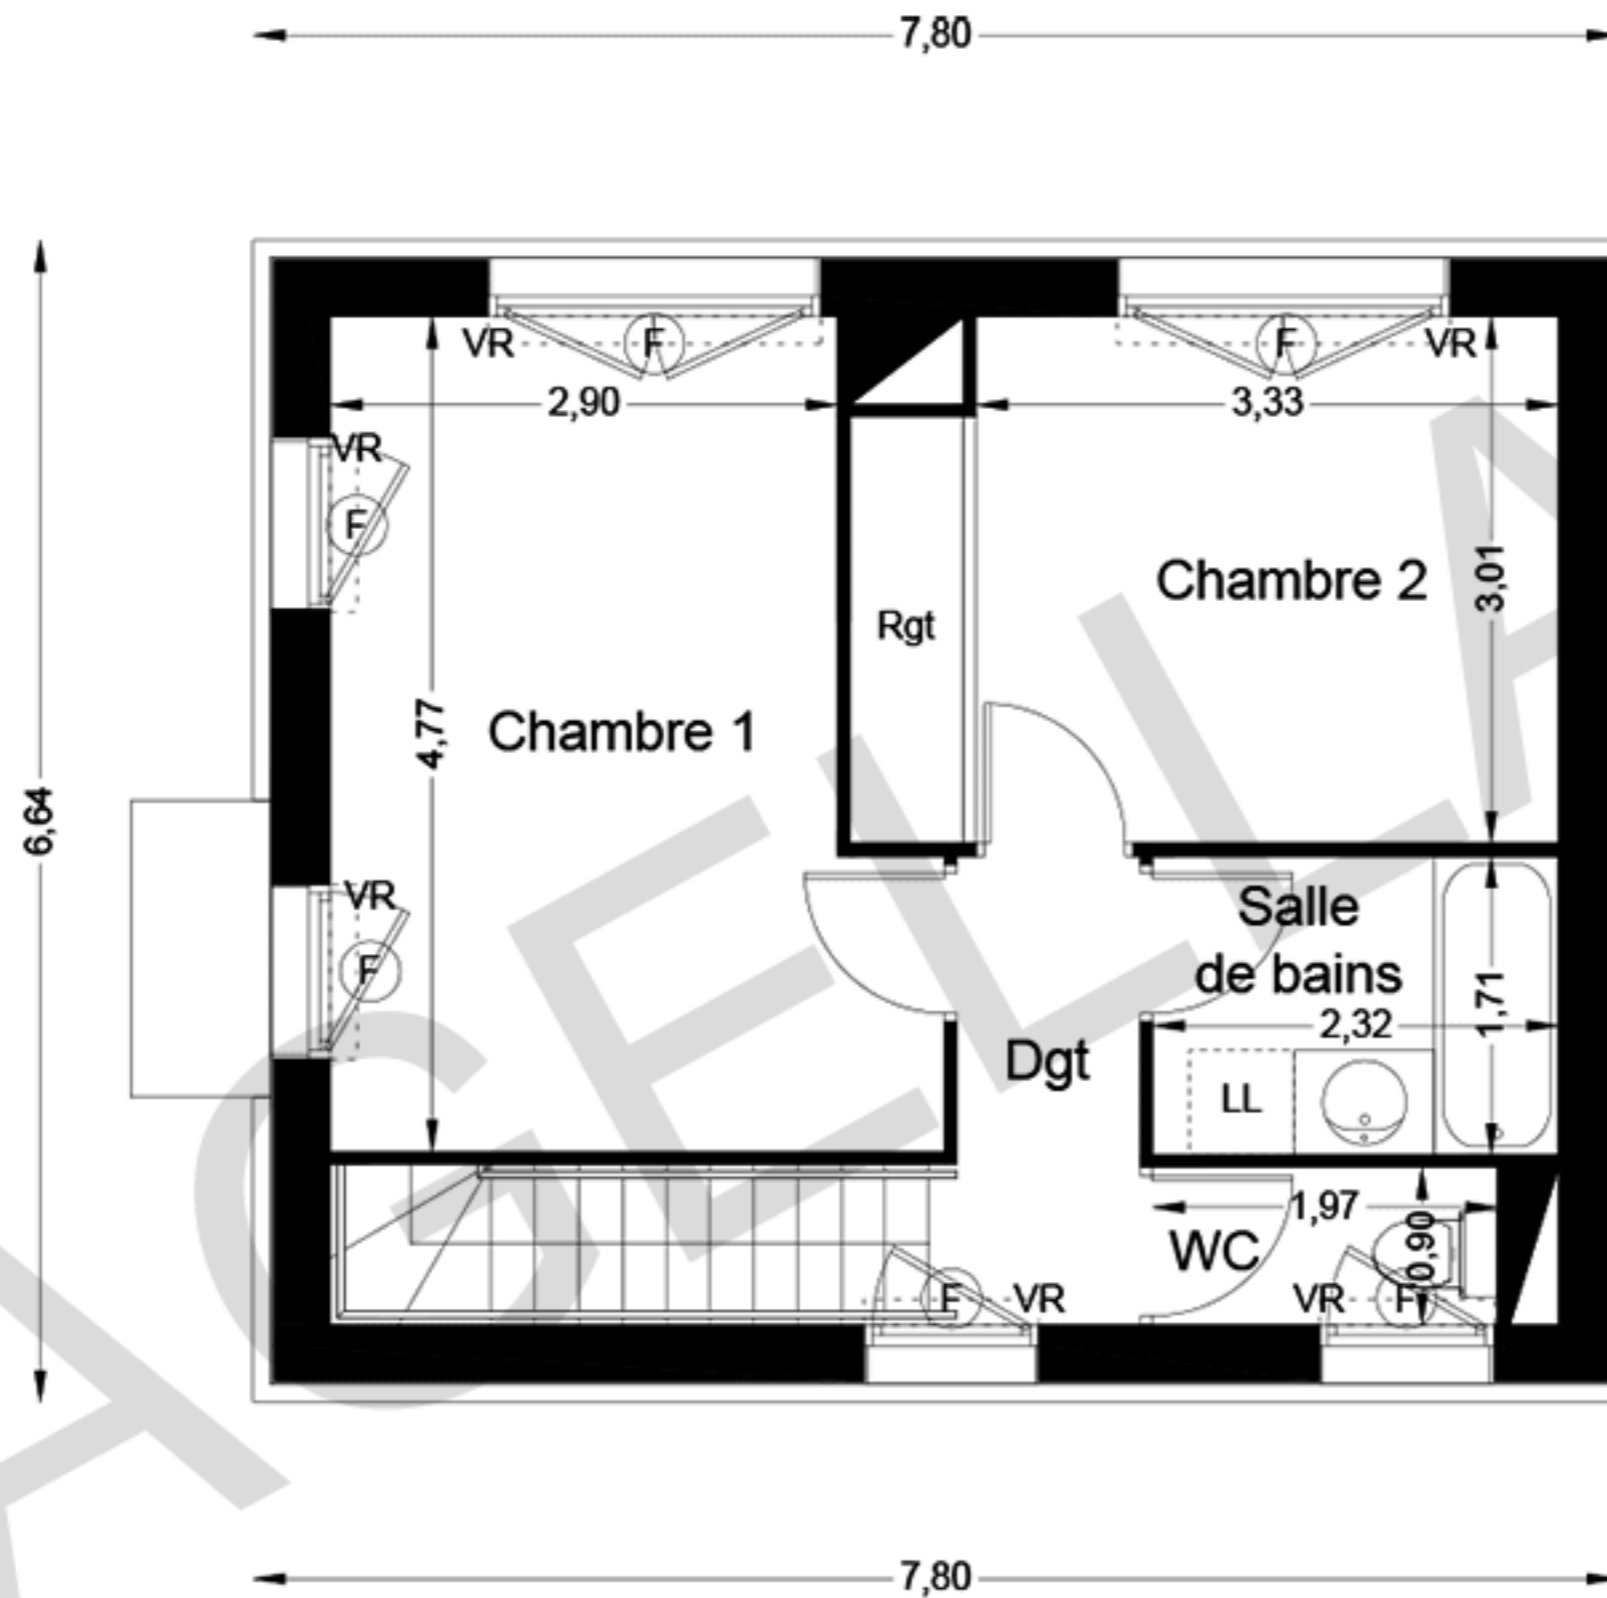 7,80
VR
F
F
VR
2,90
3,33
VR
F
Chambre 2
3,01
Rgt
4,77
Chambre 1
6,64
VR
F
Salle
de bains
1,71
2,32
Dgt
LL
1,97
0,90
WC
F
VR
VR
F
7,80
AGELLA